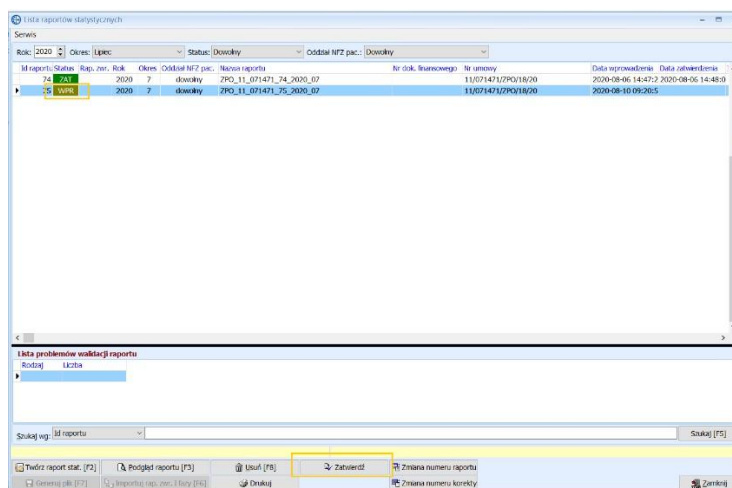 Lista raportów statystycznych
Serwis
Rok: 2020 Okres: Lipiec Status: Dowolny Oddział NFZ pac.: Dowolny
Id raportu Status Rap. zwr. Rok Okres Oddział NFZ pac. Nazwa raportu Nr dok. finansowego Nr umowy Data wprowadzenia Data zatwierdzenia
74 ZAT 2020 7 dowolny ZPO_11_071471_74_2020_07 11/071471/ZPO/18/20 2020-08-06 14:47:2 2020-08-06 14:48:0
75 WPR 2020 7 dowolny ZPO_11_071471_75_2020_07 11/071471/ZPO/18/20 2020-08-10 09:20:5
Lista problemów walidacji raportu
Rodzaj Liczba
Szukaj wg: Id raportu Szukaj [F5]
Twórz raport stat. [F2] Podgląd raportu [F3] Usuń [F8] Zatwierdź Zmiana numeru raportu
Generuj plik [F7] Importuj rap. zwr. I fazy [F6] Drukuj Zmiana numeru korekty Zamknij